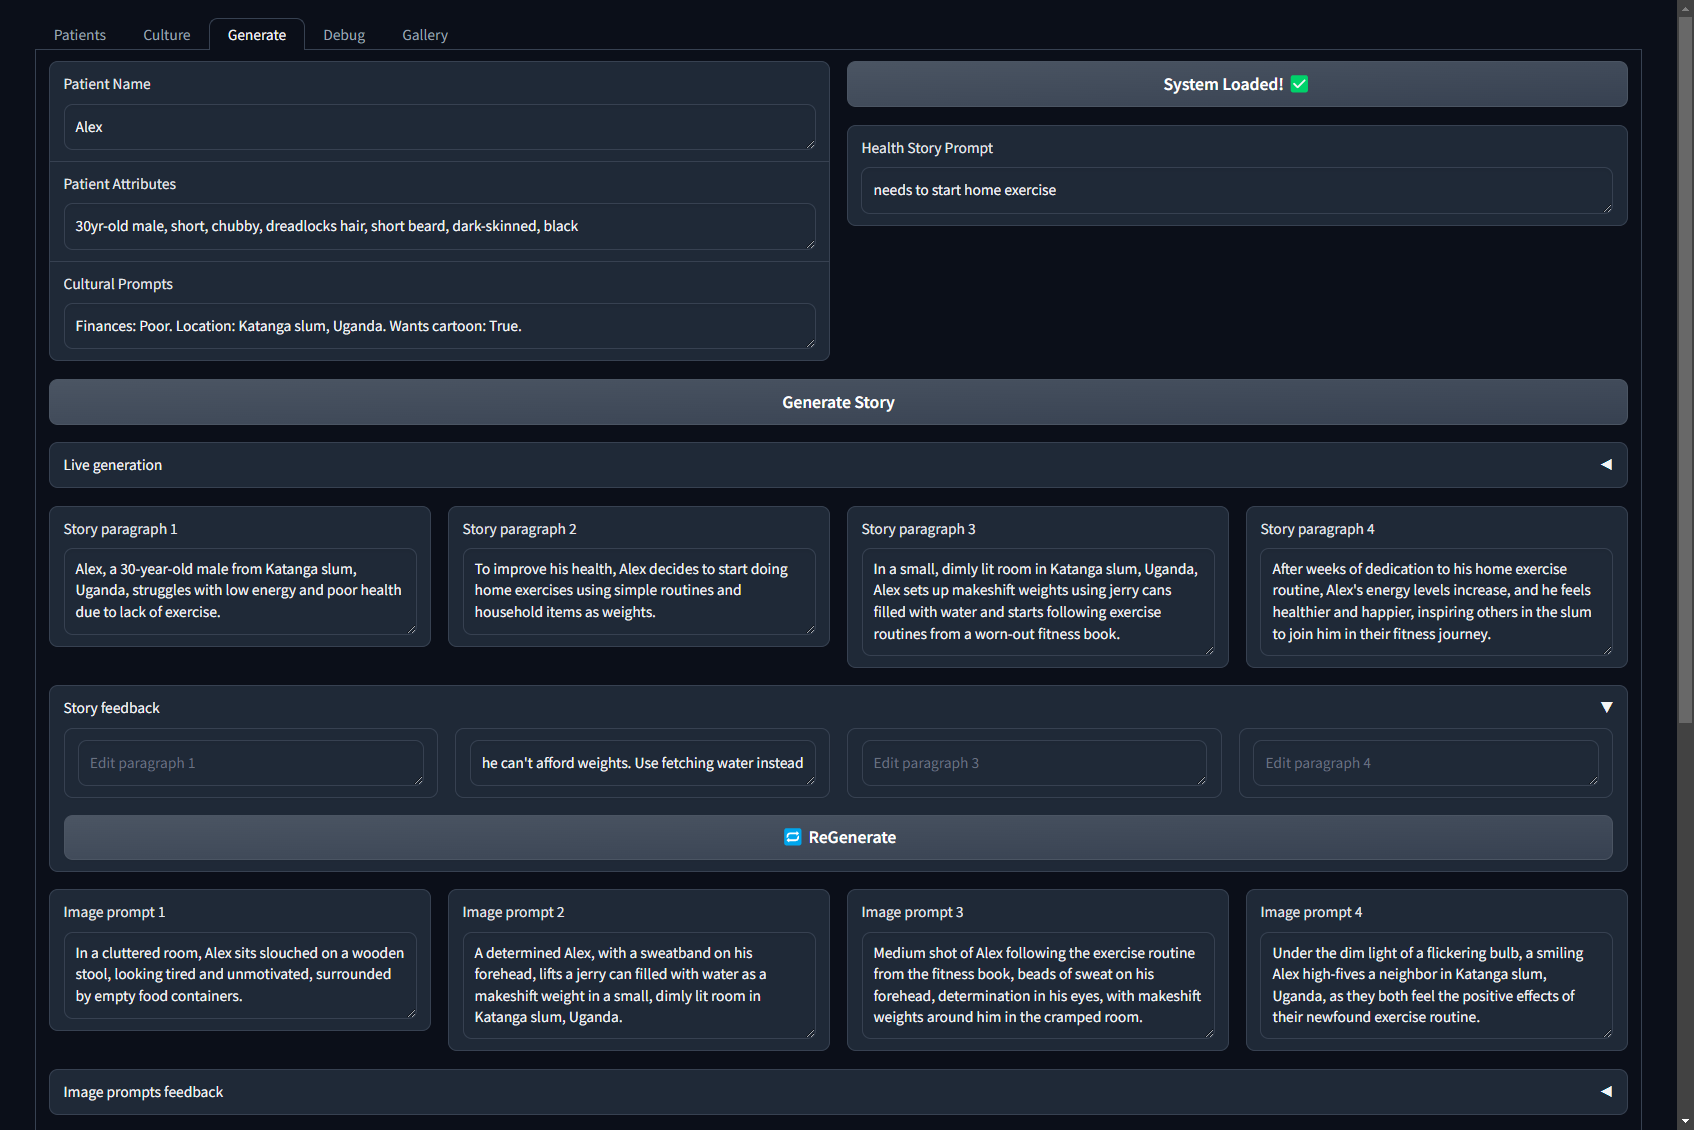 Patients Culture Generate Debug Gallery
Patient Name
Alex
Patient Attributes
30yr-old male, short, chubby, dreadlocks hair, short beard, dark-skinned, black
Cultural Prompts
Finances: Poor. Location: Katanga slum, Uganda. Wants cartoon: True.
System Loaded! ✅
Health Story Prompt
needs to start home exercise
Generate Story
Live generation
Story paragraph 1
Alex, a 30-year-old male from Katanga slum,
Uganda, struggles with low energy and poor health
due to lack of exercise.
Story paragraph 2
To improve his health, Alex decides to start doing
home exercises using simple routines and
household items as weights.
Story paragraph 3
In a small, dimly lit room in Katanga slum, Uganda,
Alex sets up makeshift weights using jerry cans
filled with water and starts following exercise
routines from a worn-out fitness book.
Story paragraph 4
After weeks of dedication to his home exercise
routine, Alex's energy levels increase, and he feels
healthier and happier, inspiring others in the slum
to join him in their fitness journey.
Story feedback
Edit paragraph 1
he can't afford weights. Use fetching water instead
Edit paragraph 3
Edit paragraph 4
🔁 ReGenerate
Image prompt 1
In a cluttered room, Alex sits slouched on a wooden
stool, looking tired and unmotivated, surrounded
by empty food containers.
Image prompt 2
A determined Alex, with a sweatband on his
forehead, lifts a jerry can filled with water as a
makeshift weight in a small, dimly lit room in
Katanga slum, Uganda.
Image prompt 3
Medium shot of Alex following the exercise routine
from the fitness book, beads of sweat on his
forehead, determination in his eyes, with makeshift
weights around him in the cramped room.
Image prompt 4
Under the dim light of a flickering bulb, a smiling
Alex high-fives a neighbor in Katanga slum,
Uganda, as they both feel the positive effects of
their newfound exercise routine.
Image prompts feedback